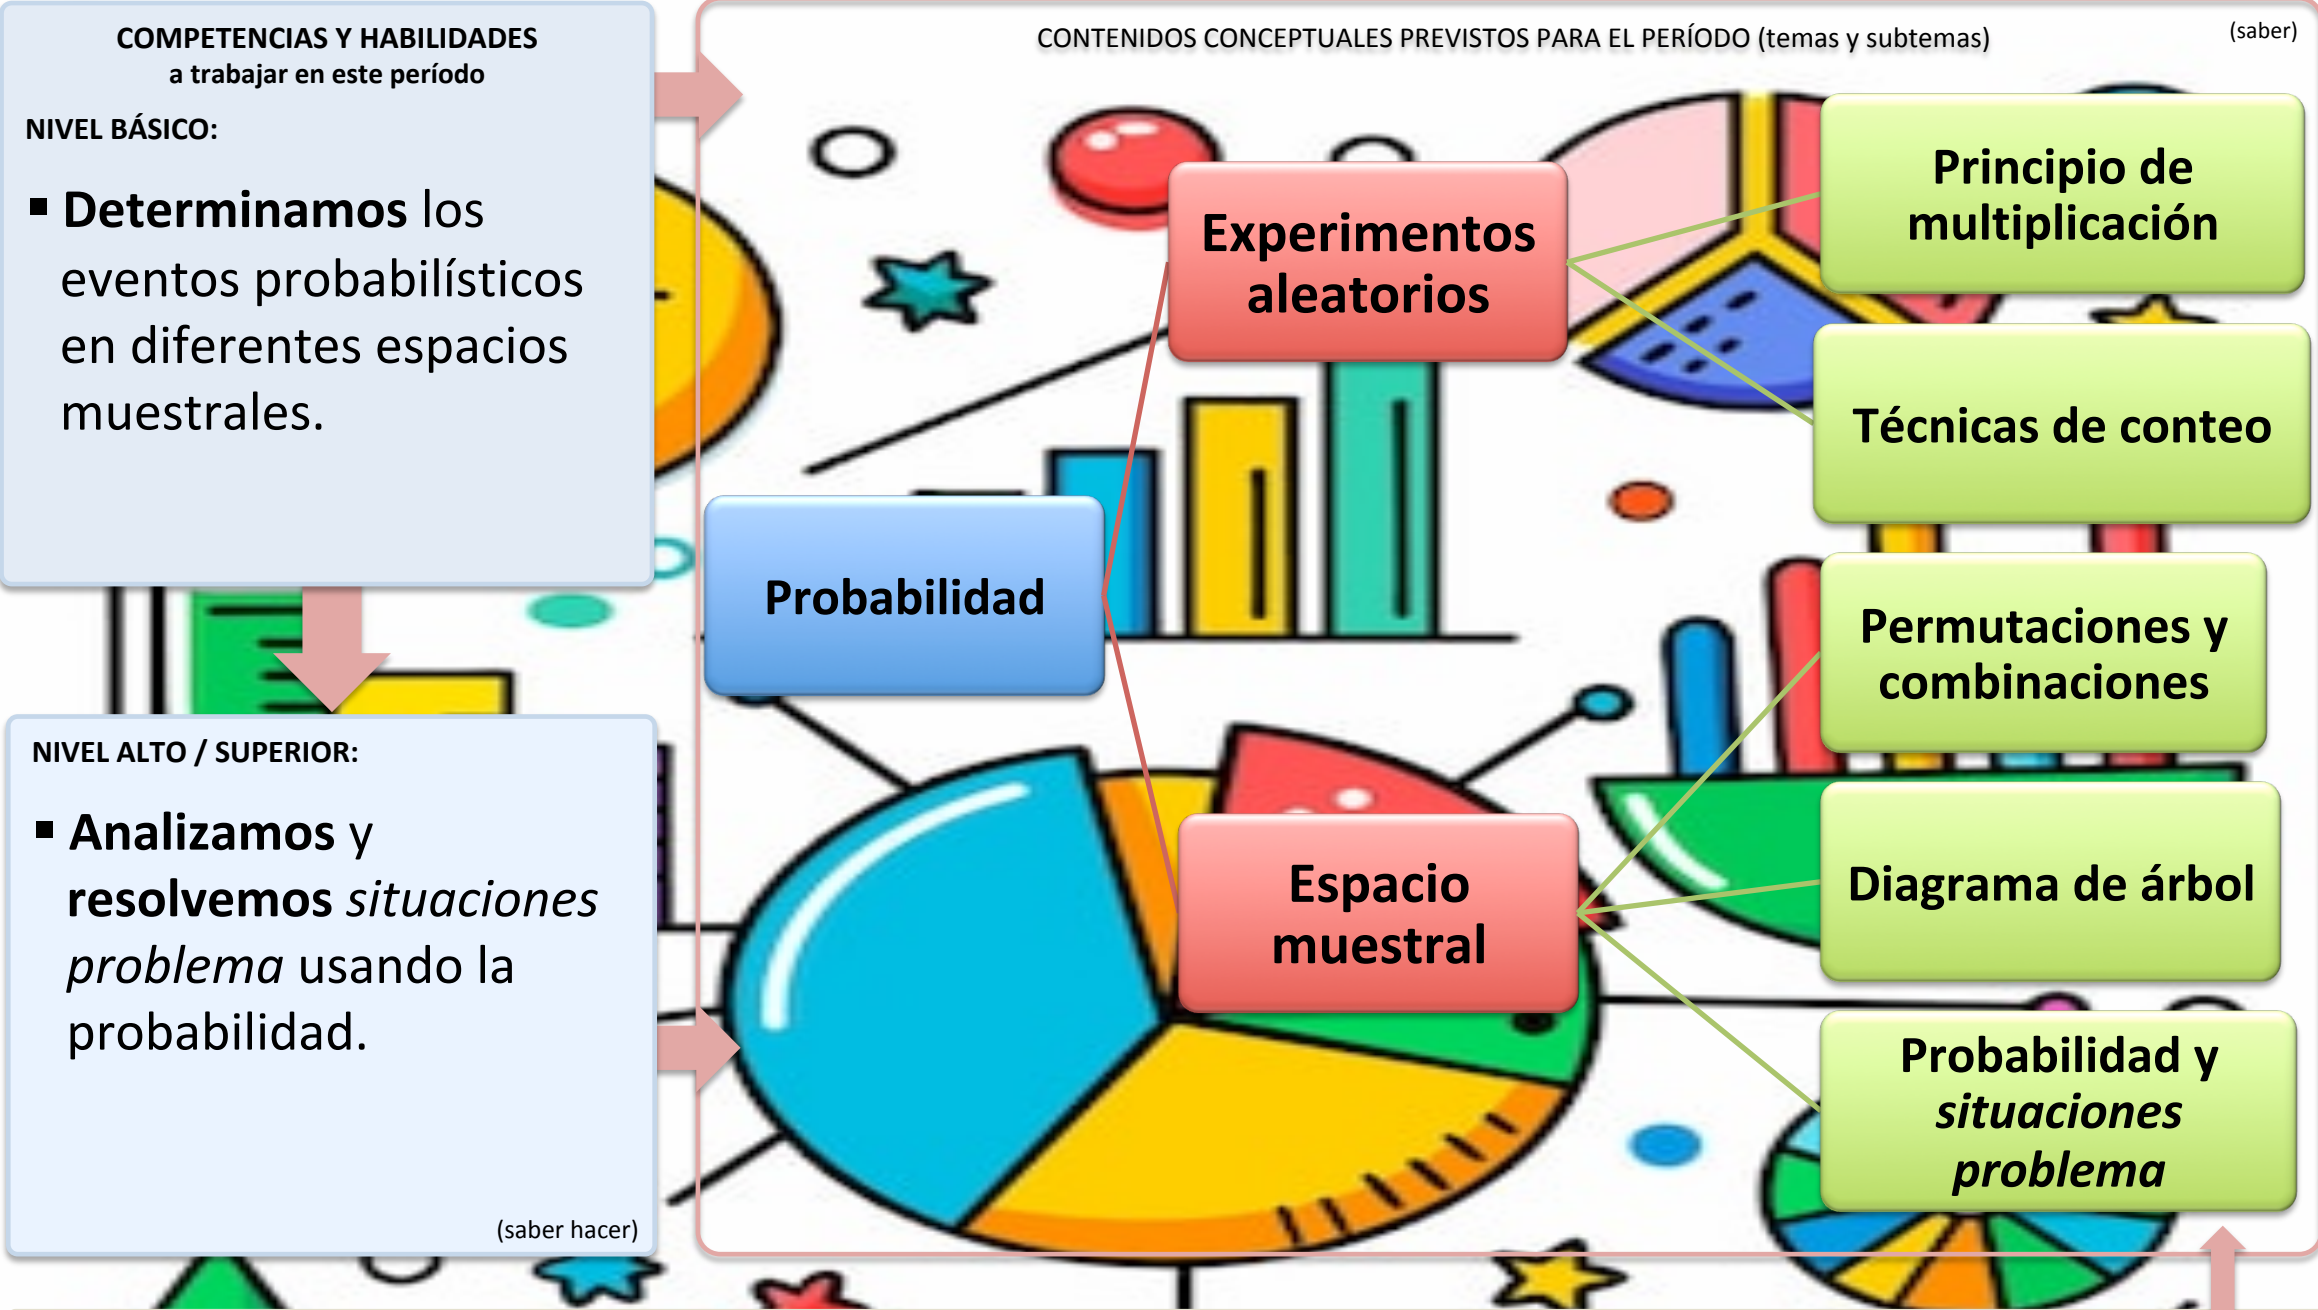 COMPETENCIAS Y HABILIDADES
a trabajar en este período
NIVEL BÁSICO:
▪ Determinamos los
eventos probabilísticos
en diferentes espacios
muestrales.
NIVEL ALTO / SUPERIOR:
▪ Analizamos y
resolvemos situaciones
problema usando la
probabilidad.
(saber hacer)
CONTENIDOS CONCEPTUALES PREVISTOS PARA EL PERÍODO (temas y subtemas)
(saber)
Probabilidad
Experimentos
aleatorios
Principio de
multiplicación
Técnicas de conteo
Espacio
muestral
Permutaciones y
combinaciones
Diagrama de árbol
Probabilidad y
situaciones
problema